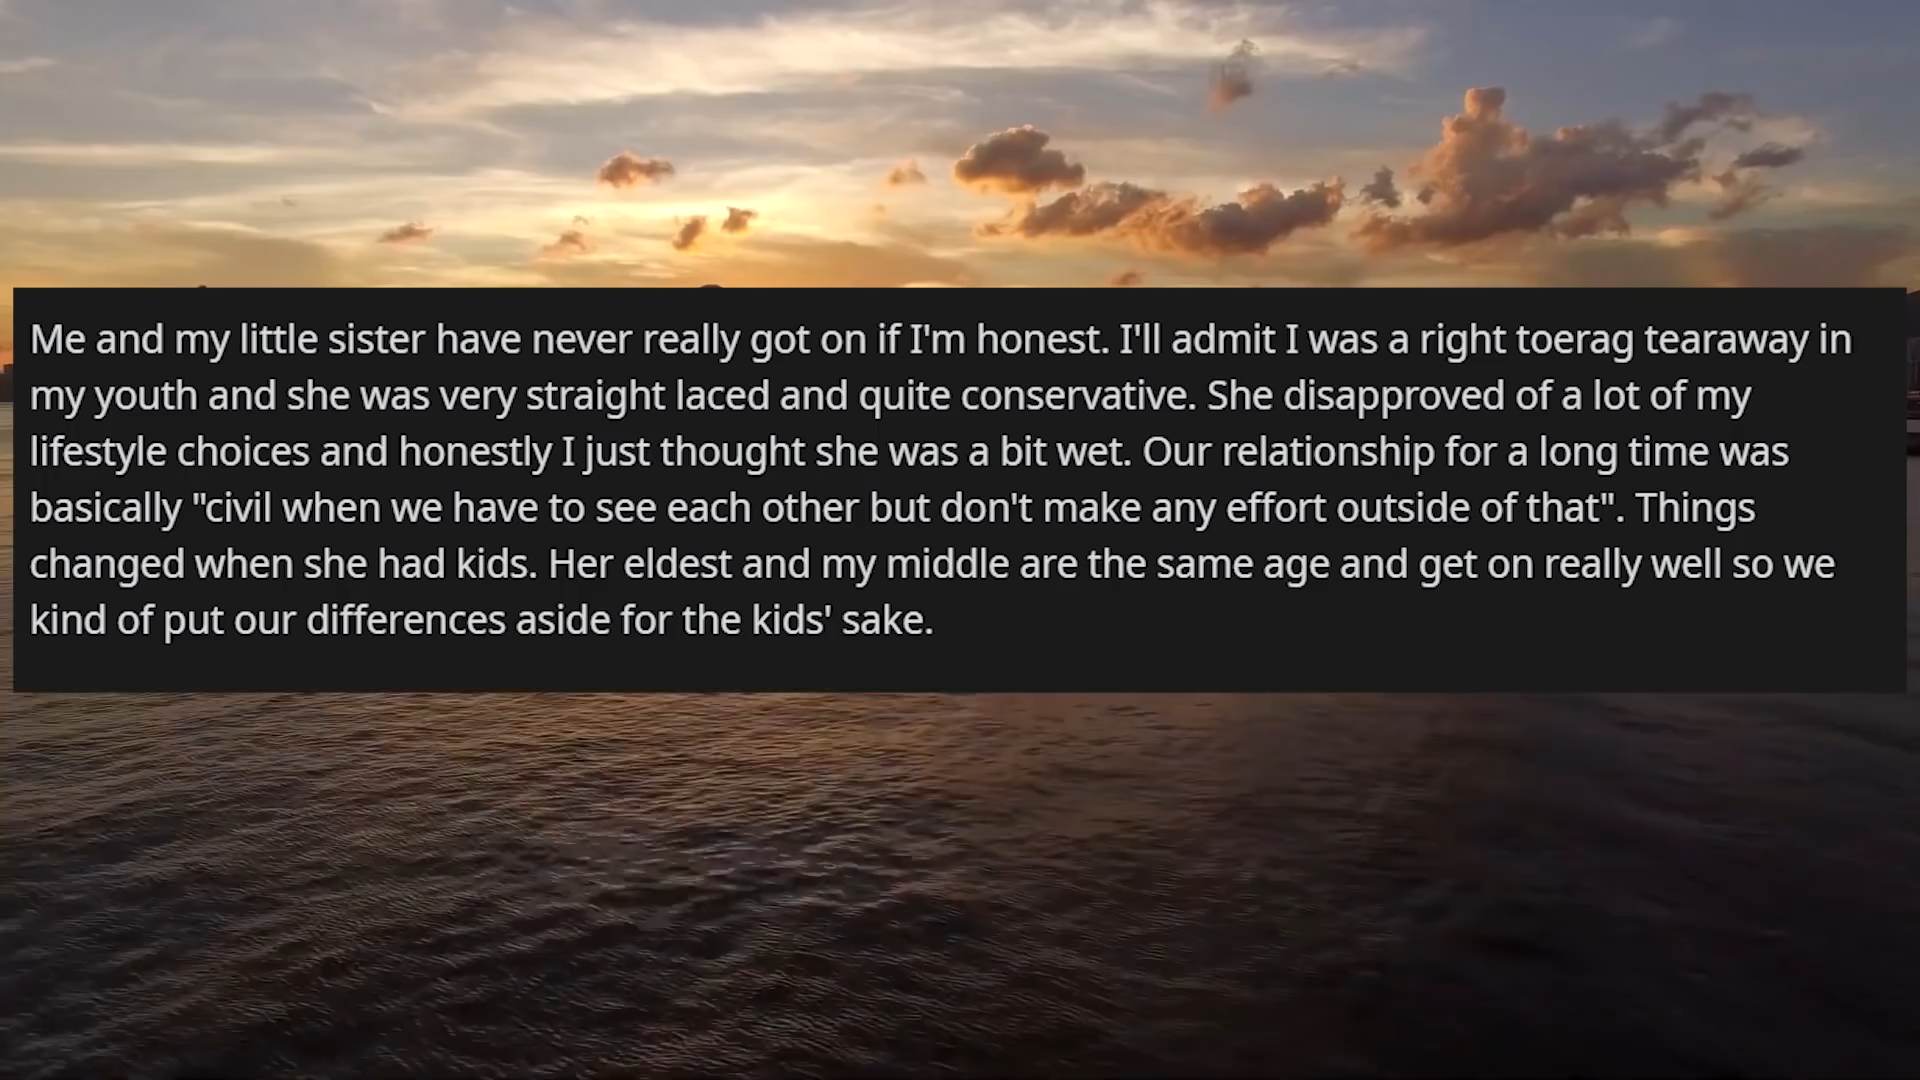 Me and my little sister have never really got on if I'm honest. I'll admit I was a right toerag tearaway in
my youth and she was very straight laced and quite conservative. She disapproved of a lot of my
lifestyle choices and honestly I just thought she was a bit wet. Our relationship for a long time was
basically "civil when we have to see each other but don't make any effort outside of that". Things
changed when she had kids. Her eldest and my middle are the same age and get on really well so we
kind of put our differences aside for the kids' sake.